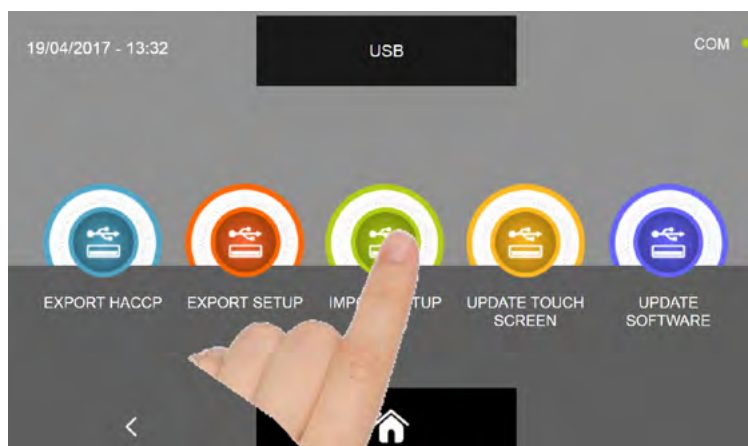 19/04/2017 - 13:32
USB
COM
EXPORT HACCP
EXPORT SETUP
UPDATE TOUCH
SCREEN
UPDATE
SOFTWARE